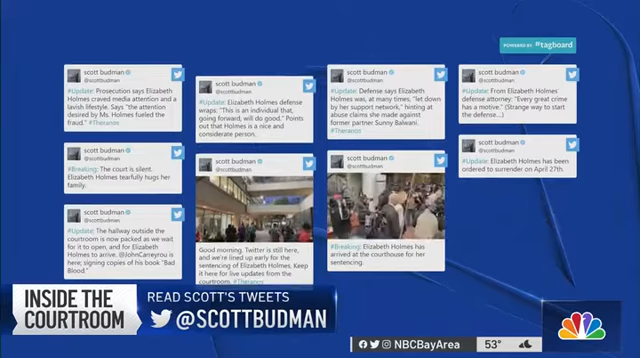 POWERED BY #tagboard
scott budman
@scottbudman
#Update: Prosecution says Elizabeth
Holmes craved media attention and a
lavish lifestyle. Says "the attention
desired by Ms. Holmes fueled the
fraud." #Theranos
scott budman
@scottbudman
#Breaking: The court is silent.
Elizabeth Holmes tearfully hugs her
family.
scott budman
@scottbudman
#Update: The hallway outside the
courtroom is now packed as we wait
for it to open, and for Elizabeth
Holmes to arrive. @JohnCarreyrou is
here; signing copies of his book "Bad
Blood."
scott budman
@scottbudman
#Update: Elizabeth Holmes defense
wraps: "This is an individual that,
going forward, will do good." Points
out that Holmes is a nice and
considerate person.
scott budman
@scottbudman
Good morning. Twitter is still here,
and we're lined up early for the
sentencing of Elizabeth Holmes. Keep
it here for live updates from the
courtroom. #Theranos
scott budman
@scottbudman
#Update: Defense says Elizabeth
Holmes was, at many times, "let down
by her support network," hinting at
abuse claims she made against
former partner Sunny Balwani.
#Theranos
scott budman
@scottbudman
#Breaking: Elizabeth Holmes has
arrived at the courthouse for her
sentencing.
scott budman
@scottbudman
#Update: From Elizabeth Holmes'
defense attorney: "Every great crime
has a motive." (Strange way to start
the defense...)
scott budman
@scottbudman
#Update: Elizabeth Holmes has been
ordered to surrender on April 27th.
INSIDE THE
COURTROOM
READ SCOTT'S TWEETS
@SCOTTBUDMAN
NBCBayArea
53°